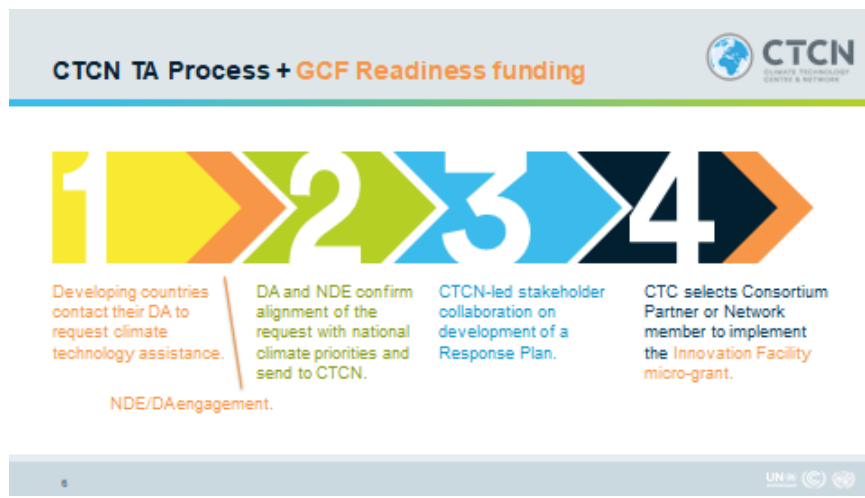 CTCN TA Process + GCF Readiness funding
CTCN
CLIMATE TECHNOLOGY
CENTRE & NETWORK
1
2
3
4
Developing countries
contact their DA to
request climate
technology assistance.
NDE/DA engagement.
DA and NDE confirm
alignment of the
request with national
climate priorities and
send to CTCN.
CTCN-led stakeholder
collaboration on
development of a
Response Plan.
CTC selects Consortium
Partner or Network
member to implement
the Innovation Facility
micro-grant.
6
UN